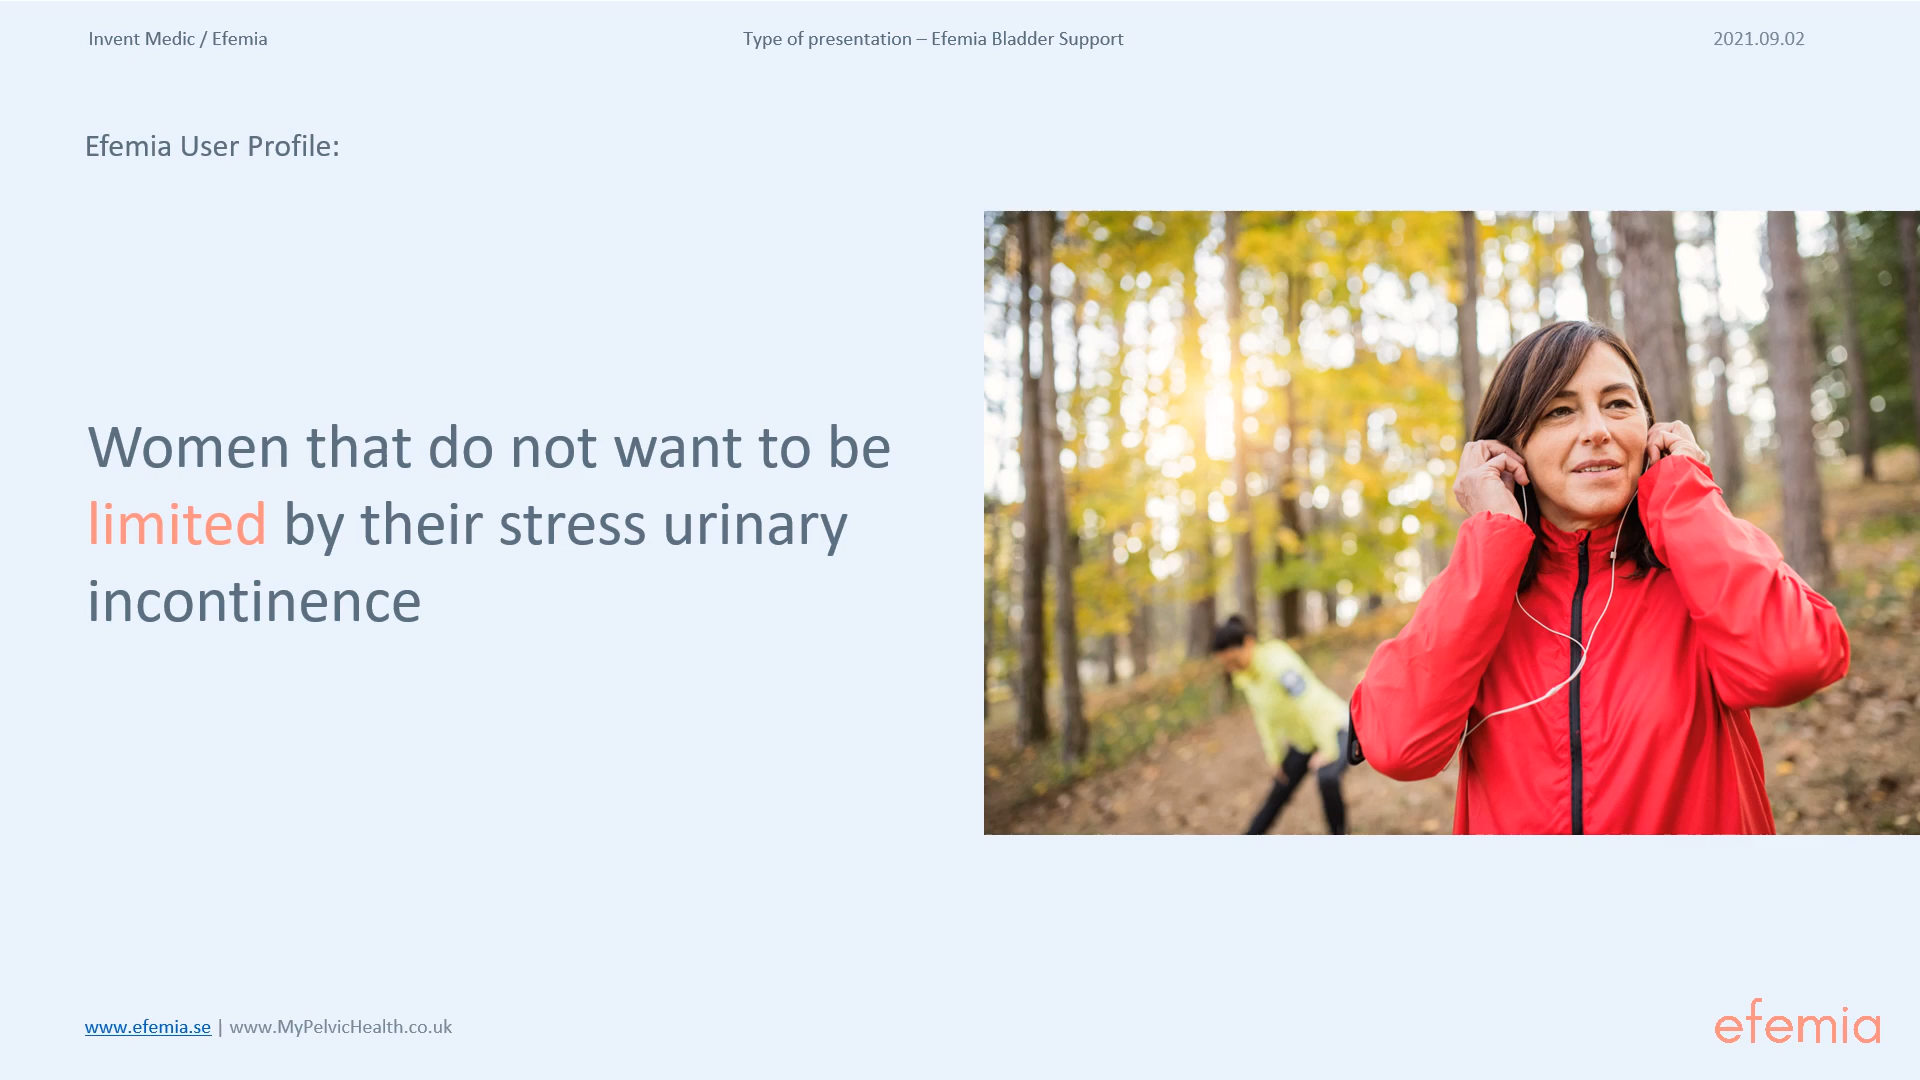 Invent Medic / Efemia
Type of presentation – Efemia Bladder Support
2021.09.02
Efemia User Profile:
Women that do not want to be
limited by their stress urinary
incontinence
www.efemia.se | www.MyPelvicHealth.co.uk
efemia